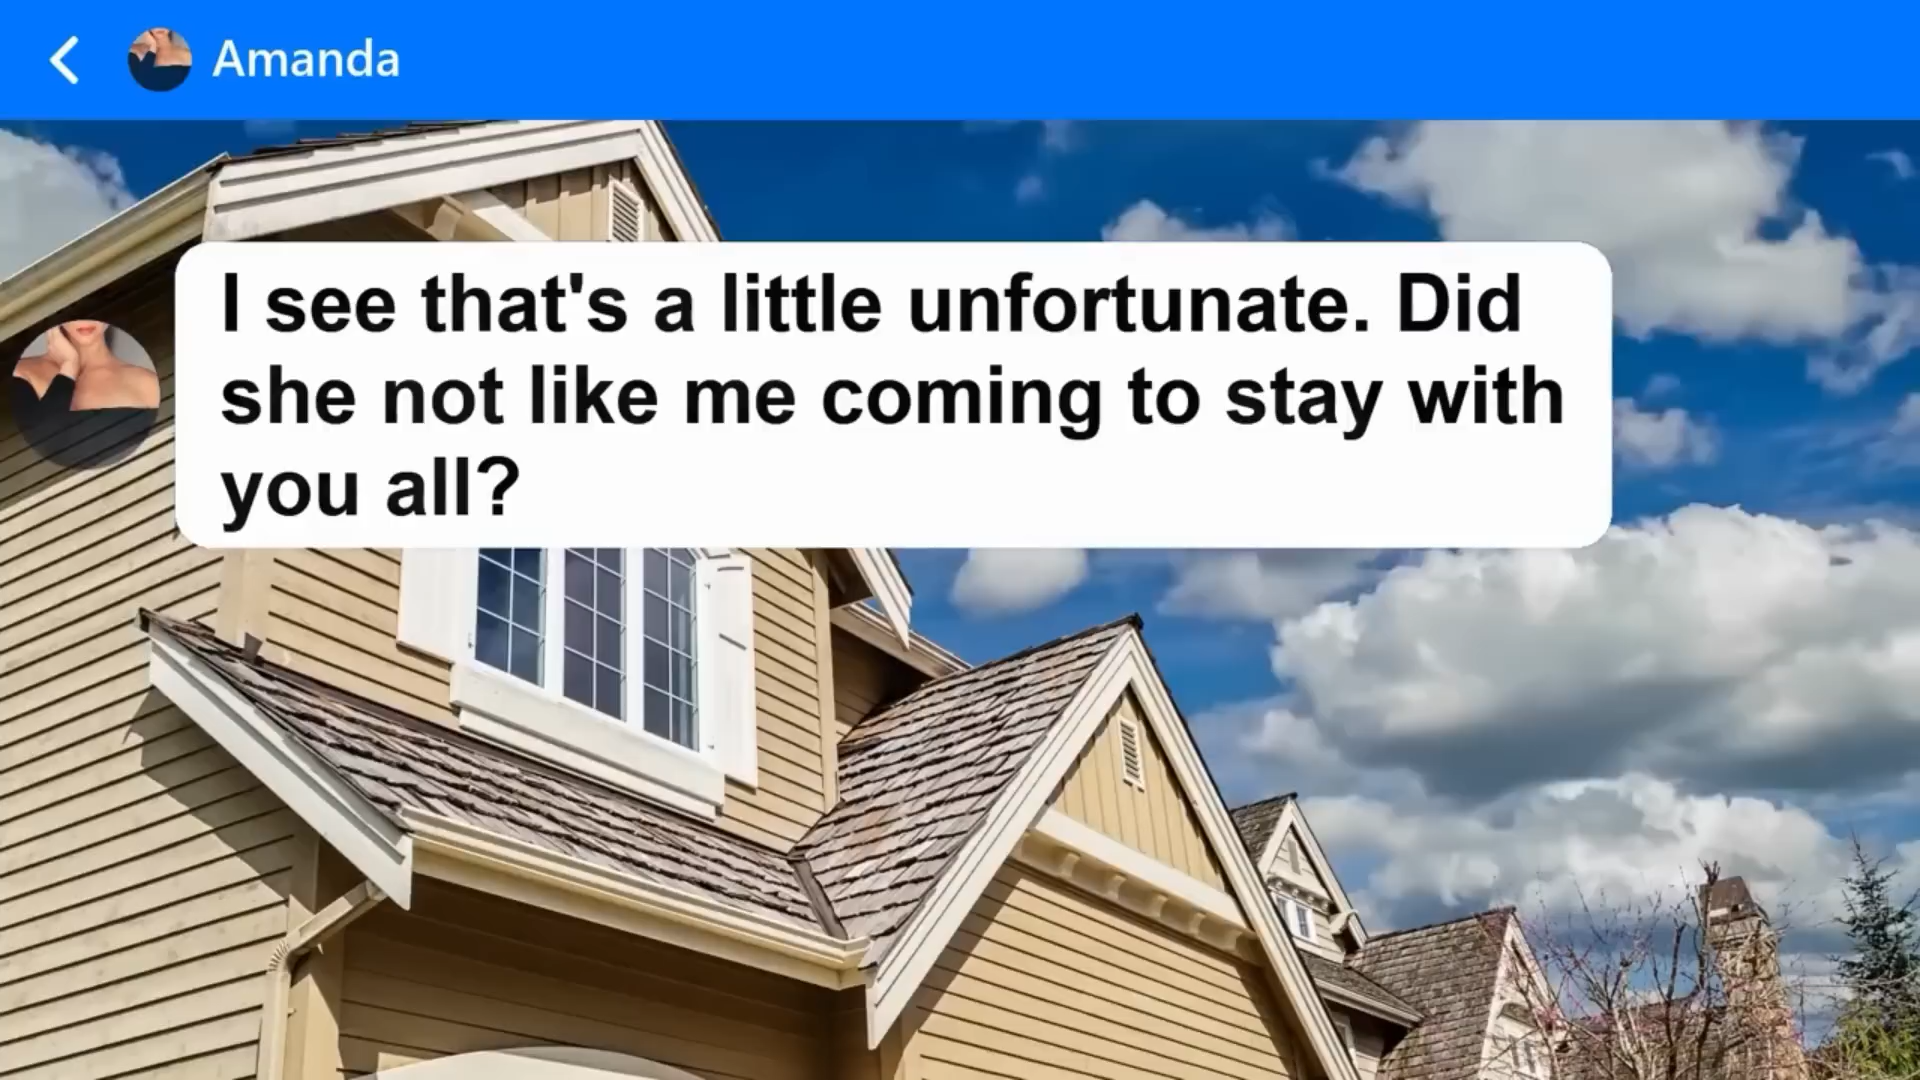 Amanda
I see that's a little unfortunate. Did
she not like me coming to stay with
you all?